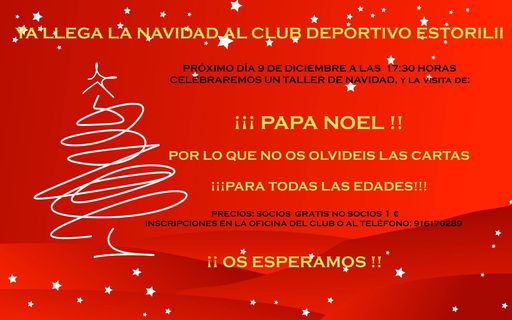 YA LLEGA LA NAVIDAD AL CLUB DEPORTIVO ESTORILII
PRÓXIMO DÍA 9 DE DICIEMBRE A LAS 17:30 HORAS
CELEBRAREMOS UN TALLER DE NAVIDAD, Y LA VISITA DE:
¡¡¡ PAPA NOEL !!
POR LO QUE NO OS OLVIDEIS LAS CARTAS
¡¡¡PARA TODAS LAS EDADES!!!
PRECIOS: SOCIOS GRATIS NO SOCIOS 1 €
INSCRIPCIONES EN LA OFICINA DEL CLUB O AL TELÉFONO: 916170289
¡¡ OS ESPERAMOS !!